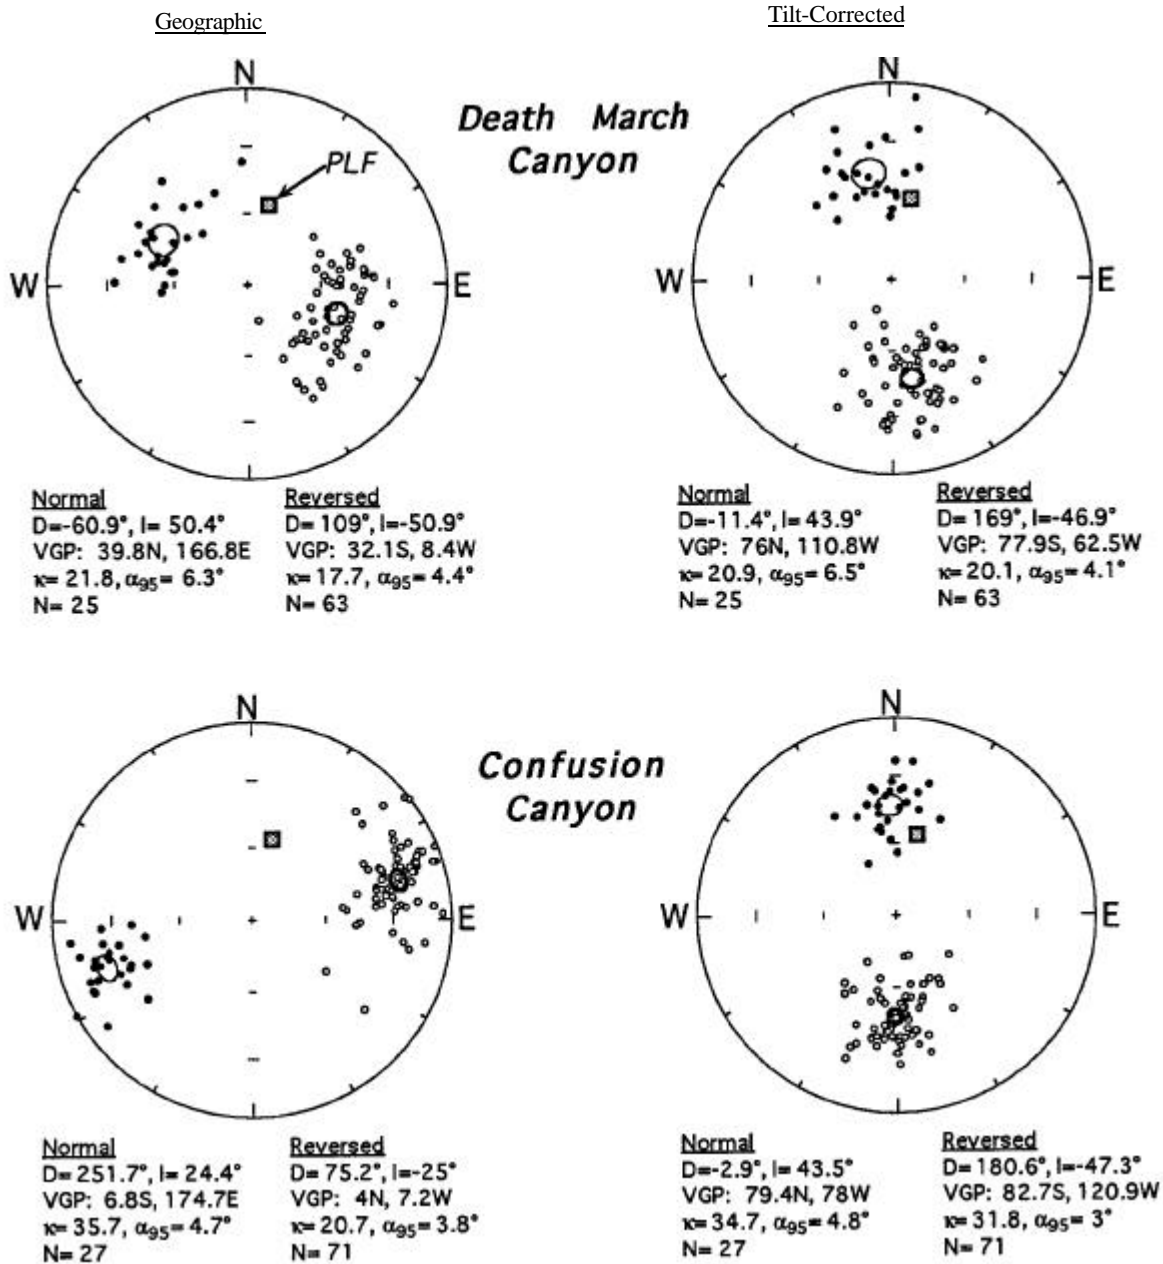 Geographic
Tilt-Corrected
N
W
E
PLF
Death March
Canyon
N
W
E
Normal
D=-60.9°, I= 50.4°
VGP: 39.8N, 166.8E
κ= 21.8, α95= 6.3°
N= 25
Reversed
D= 109°, I=-50.9°
VGP: 32.1S, 8.4W
κ= 17.7, α95= 4.4°
N= 63
Normal
D=-11.4°, I= 43.9°
VGP: 76N, 110.8W
κ= 20.9, α95= 6.5°
N= 25
Reversed
D= 169°, I=-46.9°
VGP: 77.9S, 62.5W
κ= 20.1, α95= 4.1°
N= 63
N
W
E
Confusion
Canyon
N
W
E
Normal
D= 251.7°, I= 24.4°
VGP: 6.8S, 174.7E
κ= 35.7, α95= 4.7°
N= 27
Reversed
D= 75.2°, I=-25°
VGP: 4N, 7.2W
κ= 20.7, α95= 3.8°
N= 71
Normal
D=-2.9°, I= 43.5°
VGP: 79.4N, 78W
κ= 34.7, α95= 4.8°
N= 27
Reversed
D= 180.6°, I=-47.3°
VGP: 82.7S, 120.9W
κ= 31.8, α95= 3°
N= 71